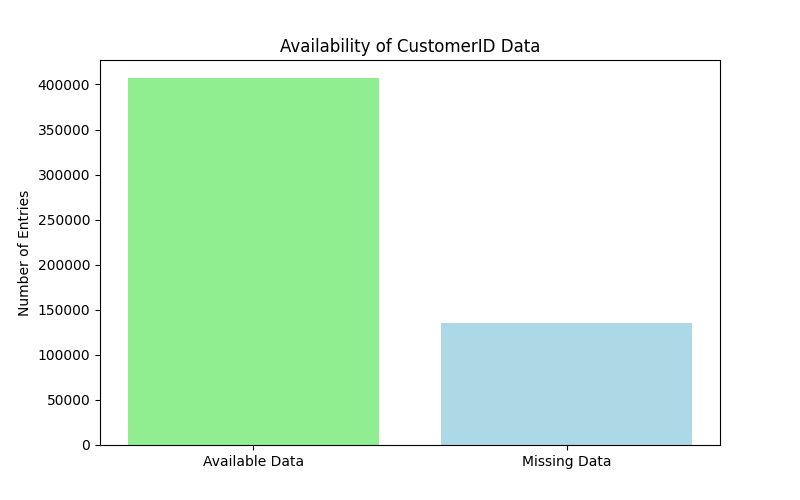 Availability of CustomerID Data
Number of Entries
400000
350000
300000
250000
200000
150000
100000
50000
0
Available Data
Missing Data